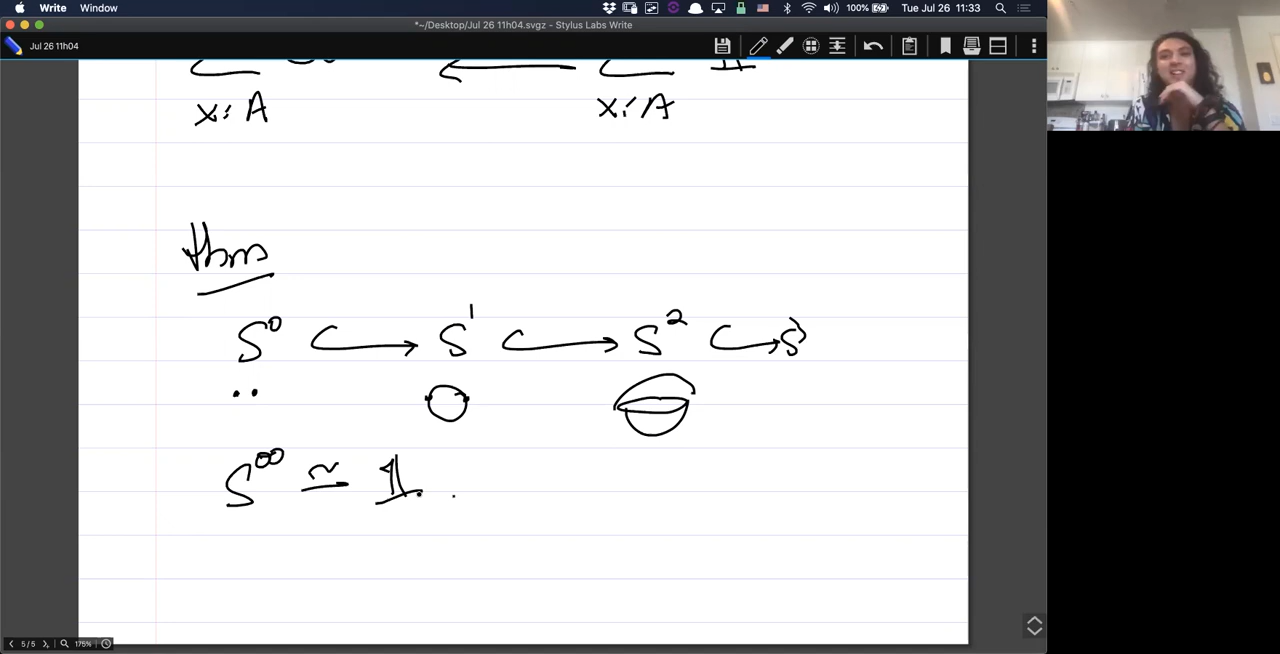 Write Window 100% Tue Jul 26 11:33
*~/Desktop/Jul 26 11h04.svgz - Stylus Labs Write
Jul 26 11h04
x : A x : A
thm
S⁰ ↪ S¹ ↪ S² ↪ S³
S^∞ ≃ 𝟙.
5/5 175%